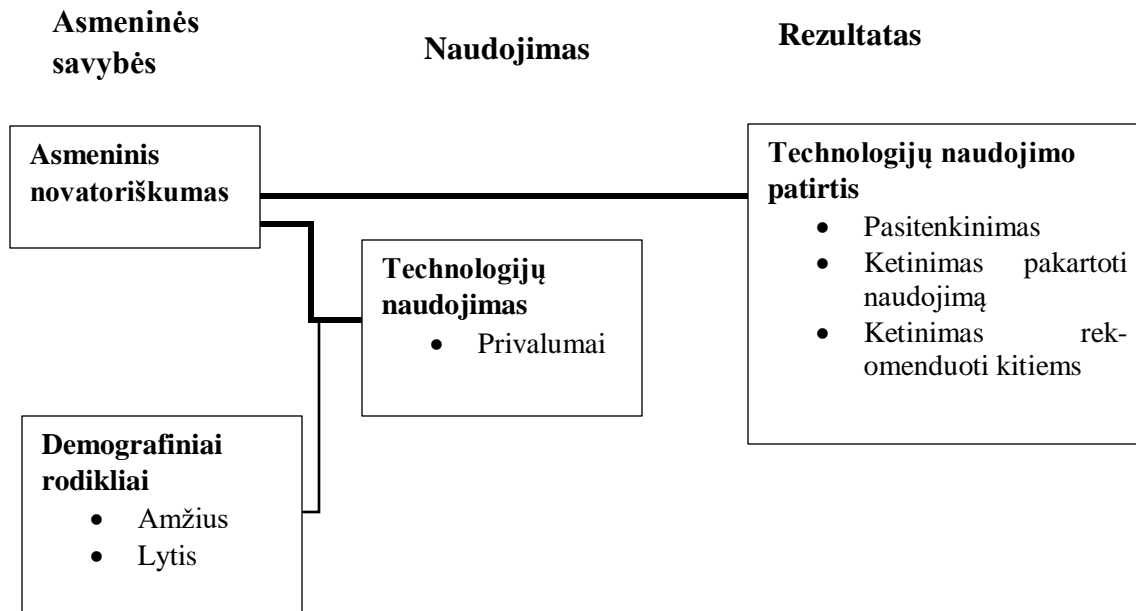 Asmeninės
savybės
Naudojimas
Rezultatas
Asmeninis
novatoriškumas
Technologijų
naudojimas
• Privalumai
Demografiniai
rodikliai
• Amžius
• Lytis
Technologijų naudojimo
patirtis
• Pasitenkinimas
• Ketinimas pakartoti
naudojimą
• Ketinimas rek-
omenduoti kitiems